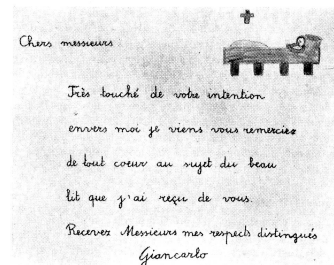 Chers messieurs
Très touché de votre intention
envers moi je viens vous remercier
de tout coeur au sujet du beau
lit que j'ai reçu de vous.
Recevez Messieurs mes respects distingués
Giancarlo